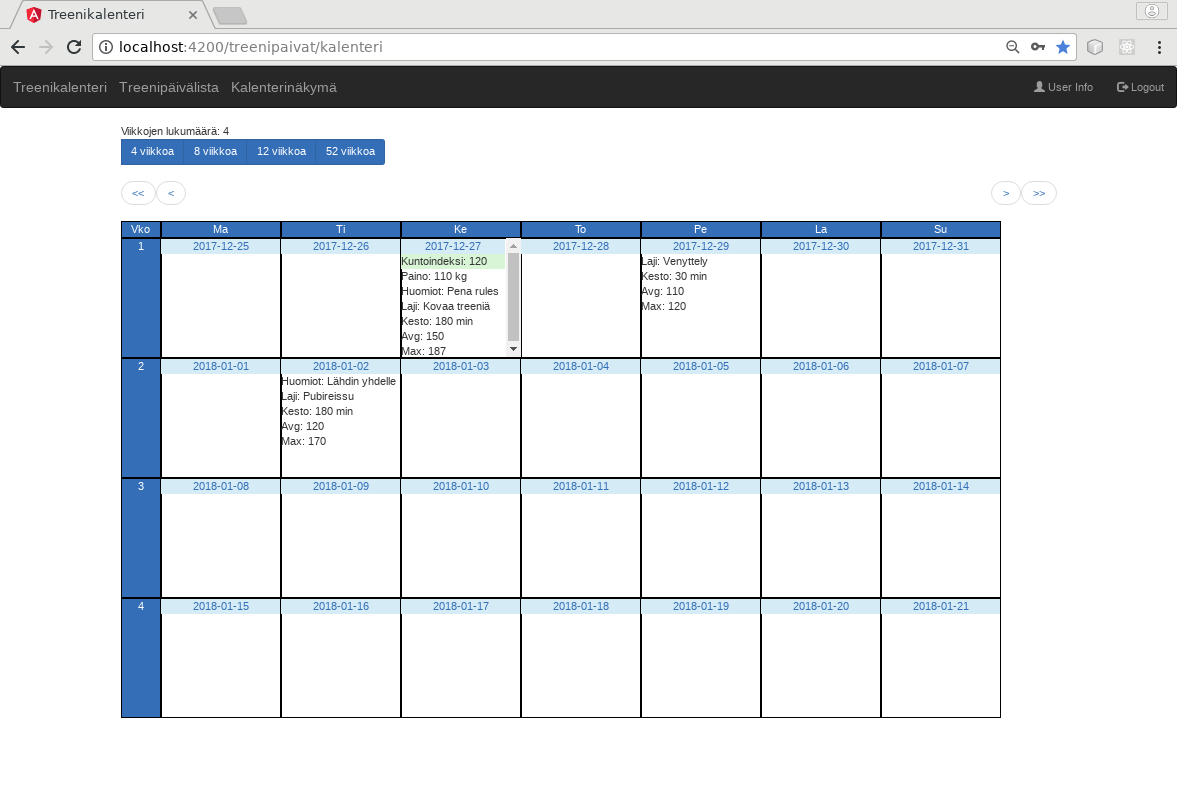 Treenikalenteri
localhost:4200/treenipaivat/kalenteri
Treenikalenteri Treenipäivälista Kalenterinäkymä User Info Logout
Viikkojen lukumäärä: 4
4 viikkoa 8 viikkoa 12 viikkoa 52 viikkoa
<< < > >>
Vko Ma Ti Ke To Pe La Su
1 2017-12-25 2017-12-26 2017-12-27 2017-12-28 2017-12-29 2017-12-30 2017-12-31
Kuntoindeksi: 120 Laji: Venyttely
Paino: 110 kg Kesto: 30 min
Huomiot: Pena rules Avg: 110
Laji: Kovaa treeniä Max: 120
Kesto: 180 min
Avg: 150
Max: 187
2 2018-01-01 2018-01-02 2018-01-03 2018-01-04 2018-01-05 2018-01-06 2018-01-07
Huomiot: Lähdin yhdelle
Laji: Pubireissu
Kesto: 180 min
Avg: 120
Max: 170
3 2018-01-08 2018-01-09 2018-01-10 2018-01-11 2018-01-12 2018-01-13 2018-01-14
4 2018-01-15 2018-01-16 2018-01-17 2018-01-18 2018-01-19 2018-01-20 2018-01-21